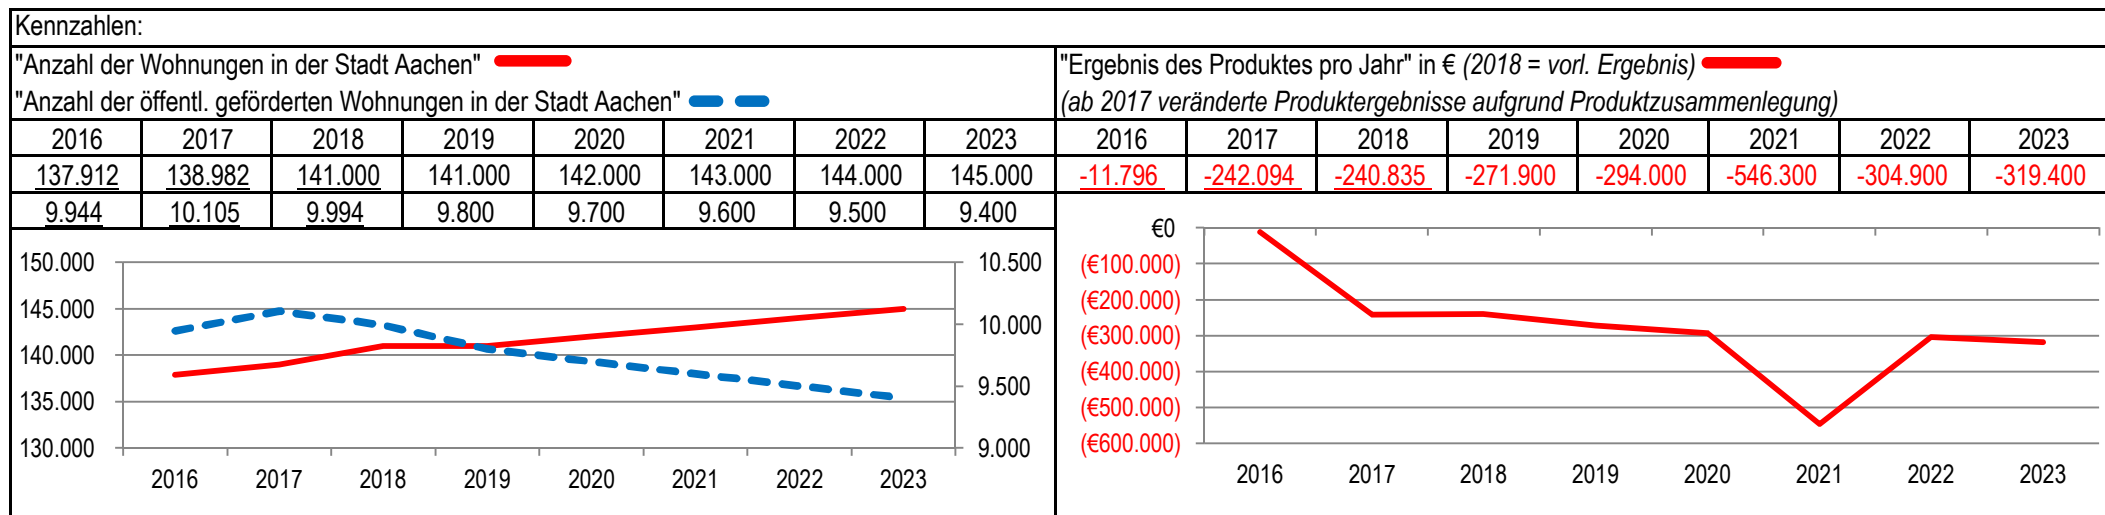 Kennzahlen:
"Anzahl der Wohnungen in der Stadt Aachen"
"Anzahl der öffentl. geförderten Wohnungen in der Stadt Aachen"
2016 2017 2018 2019 2020 2021 2022 2023
137.912 138.982 141.000 141.000 142.000 143.000 144.000 145.000
9.944 10.105 9.994 9.800 9.700 9.600 9.500 9.400
150.000 10.500
145.000
10.000
140.000
9.500
135.000
130.000 9.000
2016 2017 2018 2019 2020 2021 2022 2023
"Ergebnis des Produktes pro Jahr" in € (2018 = vorl. Ergebnis)
(ab 2017 veränderte Produktergebnisse aufgrund Produktzusammenlegung)
2016 2017 2018 2019 2020 2021 2022 2023
-11.796 -242.094 -240.835 -271.900 -294.000 -546.300 -304.900 -319.400
€0
(€100.000)
(€200.000)
(€300.000)
(€400.000)
(€500.000)
(€600.000)
2016 2017 2018 2019 2020 2021 2022 2023